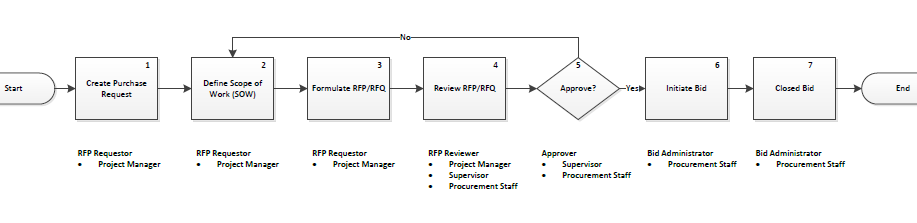 No
1
2
3
4
5
6
7
Start
Create Purchase
Request
Define Scope of
Work (SOW)
Formulate RFP/RFQ
Review RFP/RFQ
Approve?
Yes
Initiate Bid
Closed Bid
End
RFP Requestor
• Project Manager
RFP Requestor
• Project Manager
RFP Requestor
• Project Manager
RFP Reviewer
• Project Manager
• Supervisor
• Procurement Staff
Approver
• Supervisor
• Procurement Staff
Bid Administrator
• Procurement Staff
Bid Administrator
• Procurement Staff